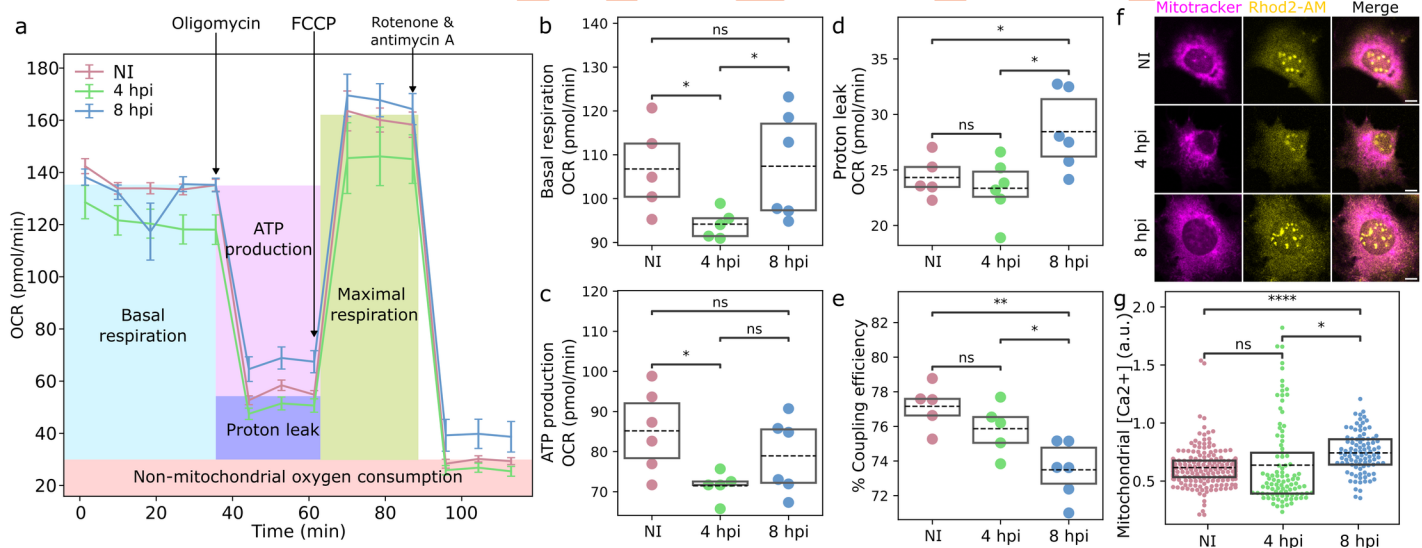 a
Oligomycin
FCCP
Rotenone &
antimycin A
OCR (pmol/min)
180
160
140
120
100
80
60
40
20
NI
4 hpi
8 hpi
ATP
production
Basal
respiration
Maximal
respiration
Proton leak
Non-mitochondrial oxygen consumption
0
20
40
60
80
100
Time (min)
b
Basal respiration
OCR (pmol/min)
140
130
120
110
100
90
ns
*
*
NI
4 hpi
8 hpi
c
ATP production
OCR (pmol/min)
120
110
100
90
80
70
ns
ns
*
NI
4 hpi
8 hpi
d
Proton leak
OCR (pmol/min)
35
30
25
20
*
*
ns
NI
4 hpi
8 hpi
e
% Coupling efficiency
82
80
78
76
74
72
**
*
ns
NI
4 hpi
8 hpi
f
Mitotracker
Rhod2-AM
Merge
NI
4 hpi
8 hpi
g
Mitochondrial [Ca2+] (a.u.)
2.0
1.5
1.0
0.5
****
*
ns
NI
4 hpi
8 hpi